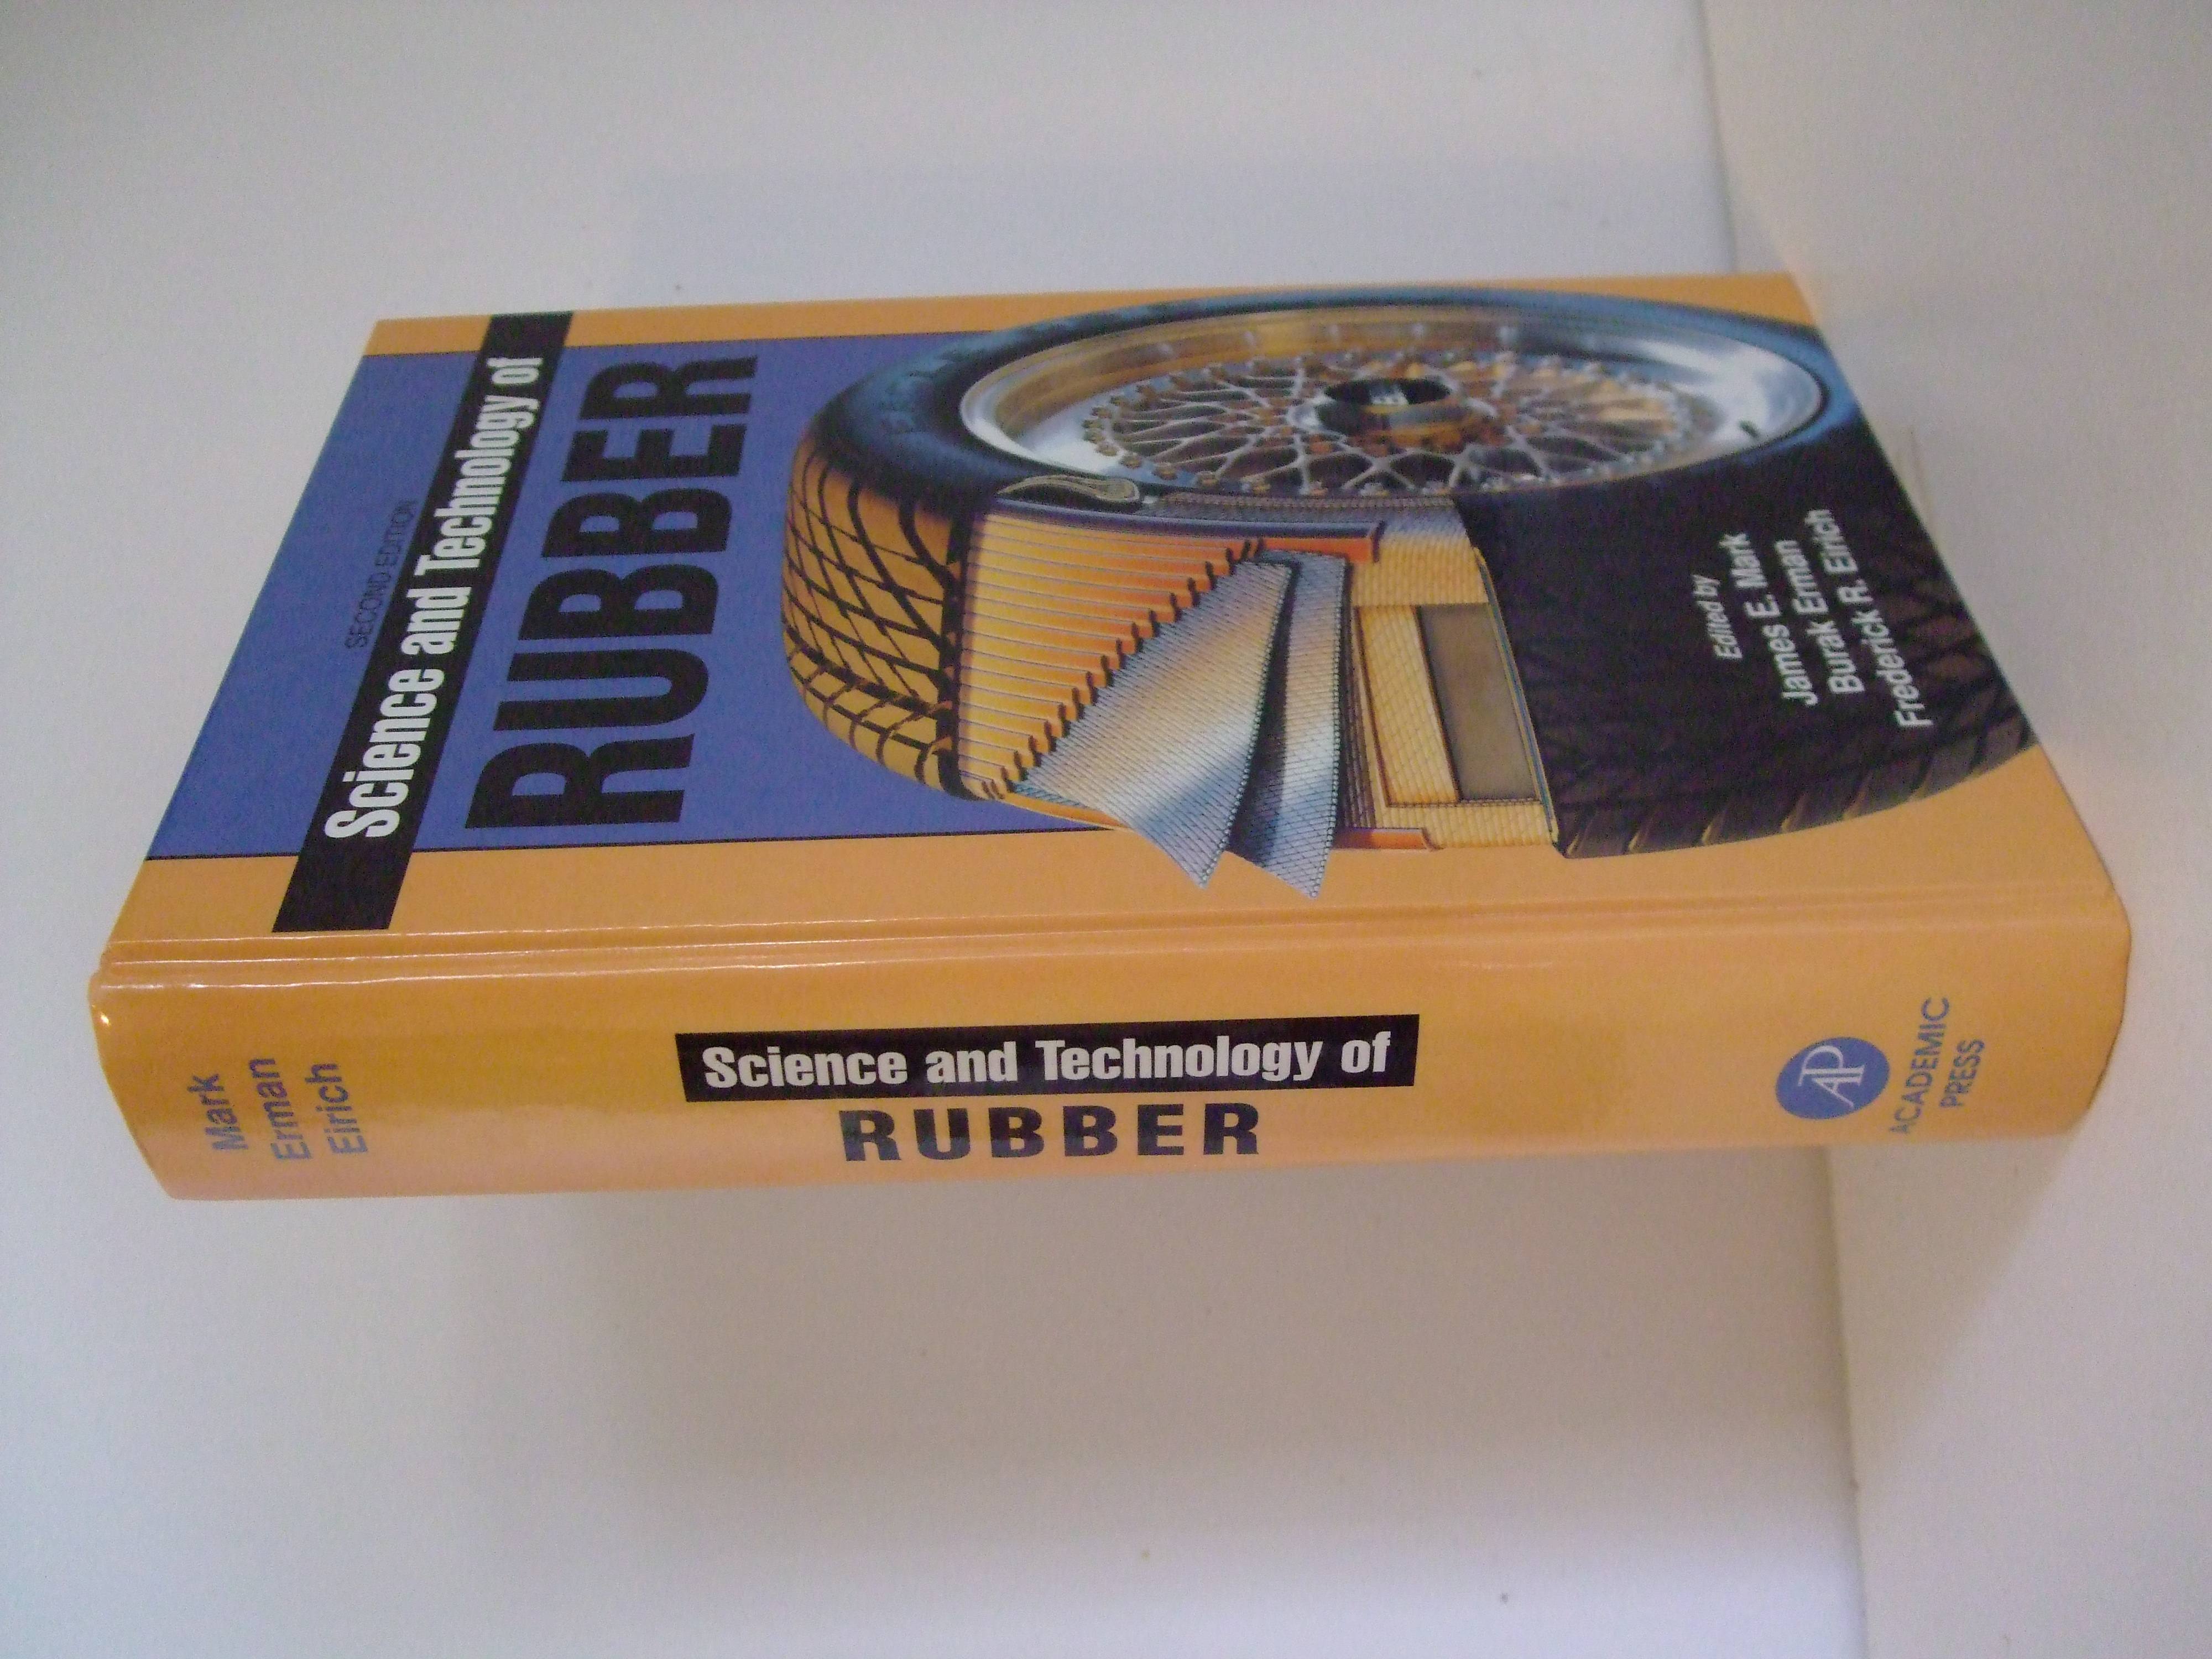 SECOND EDITION
Science and Technology of
RUBBER
Edited by
James E. Mark
Burak Erman
Frederick R. Eirich
Mark
Erman
Eirich
Science and Technology of
RUBBER
AP
ACADEMIC
PRESS